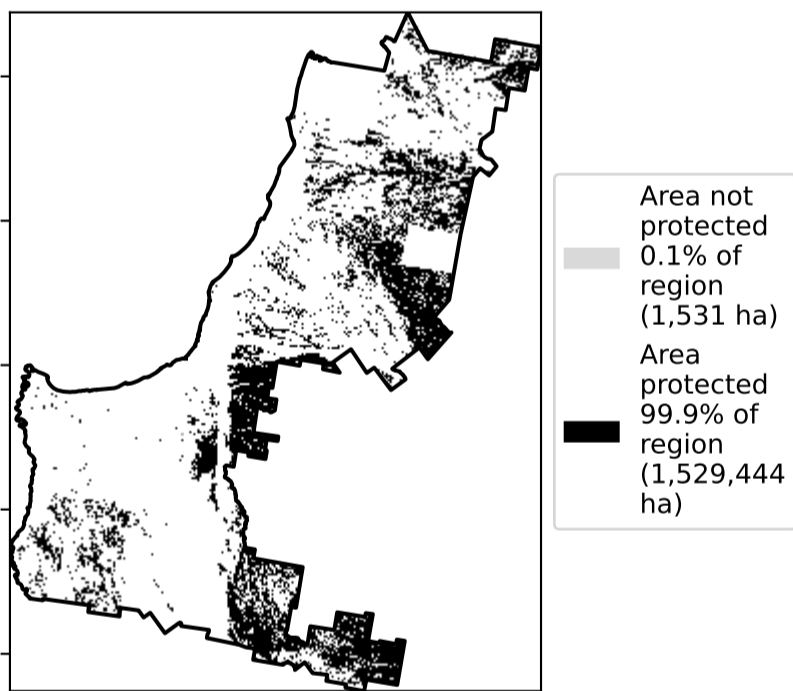 Area not
protected
0.1% of
region
(1,531 ha)
Area
protected
99.9% of
region
(1,529,444
ha)